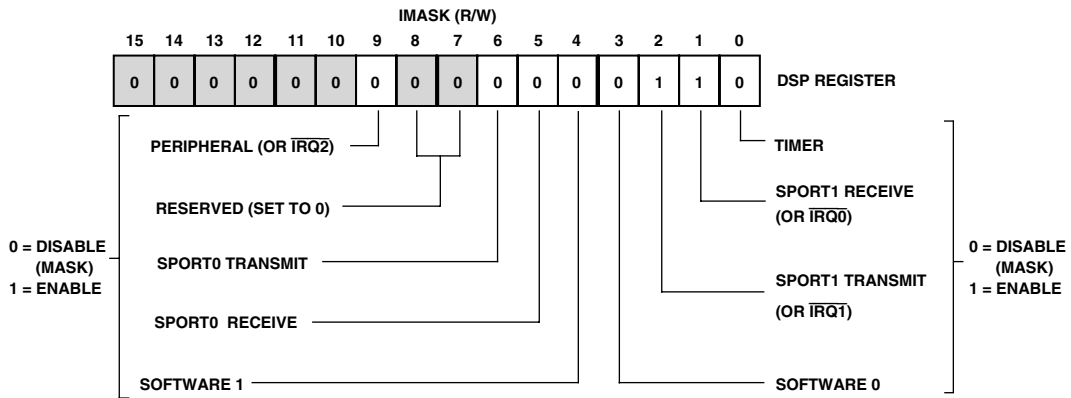 IMASK (R/W)
15 14 13 12 11 10 9 8 7 6 5 4 3 2 1 0
0 0 0 0 0 0 0 0 0 0 0 0 0 1 1 0 DSP REGISTER
PERIPHERAL (OR IRQ2)
RESERVED (SET TO 0)
SPORT0 TRANSMIT
SPORT0 RECEIVE
SOFTWARE 1
0 = DISABLE
(MASK)
1 = ENABLE
TIMER
SPORT1 RECEIVE
(OR IRQ0)
SPORT1 TRANSMIT
(OR IRQ1)
SOFTWARE 0
0 = DISABLE
(MASK)
1 = ENABLE